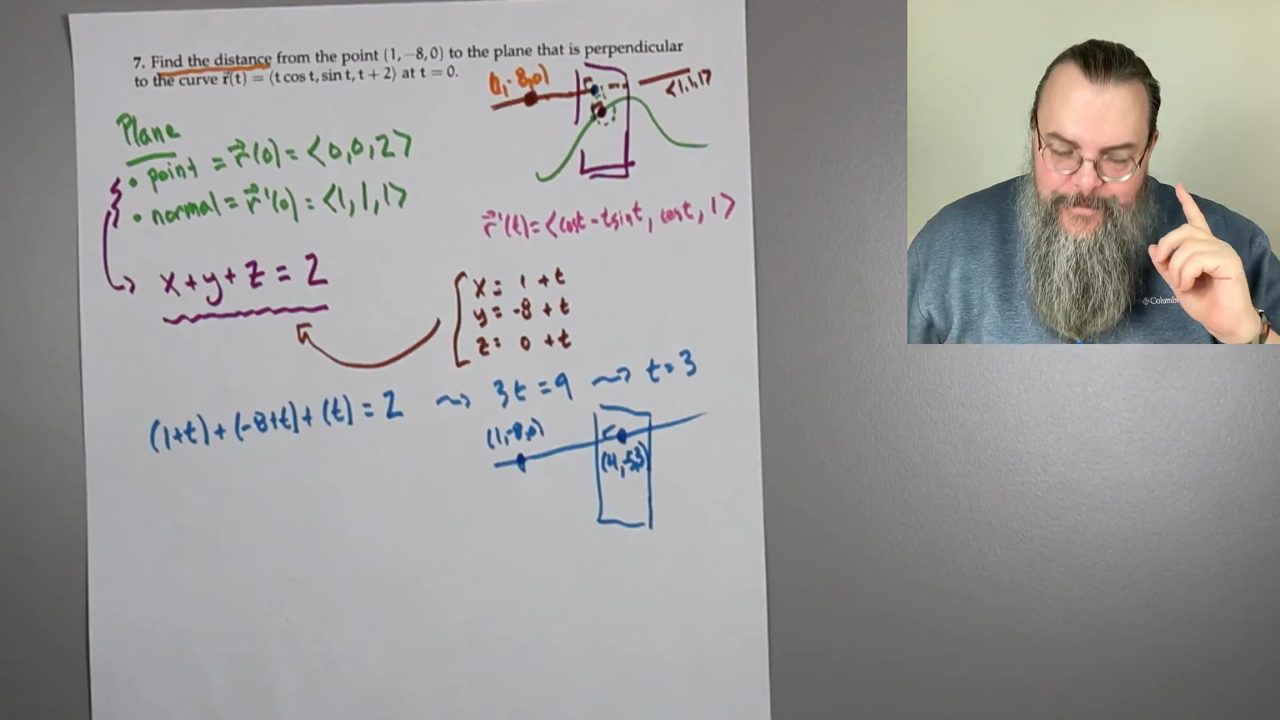 7. Find the distance from the point (1, −8, 0) to the plane that is perpendicular
to the curve r⃗(t) = ⟨t cos t, sin t, t + 2⟩ at t = 0.
(1,-8,0)
<1,1,1>
Plane
• point = r⃗(0) = <0,0,2>
• normal = r⃗'(0) = <1,1,1>
r⃗'(t) = <cost - tsint, cost, 1>
x+y+z = 2
x = 1 + t
y = -8 + t
z = 0 + t
(1+t) + (-8+t) + (t) = 2 ⇝ 3t = 9 ⇝ t = 3
(1,-8,0)
(4,-5,3)
Columbia